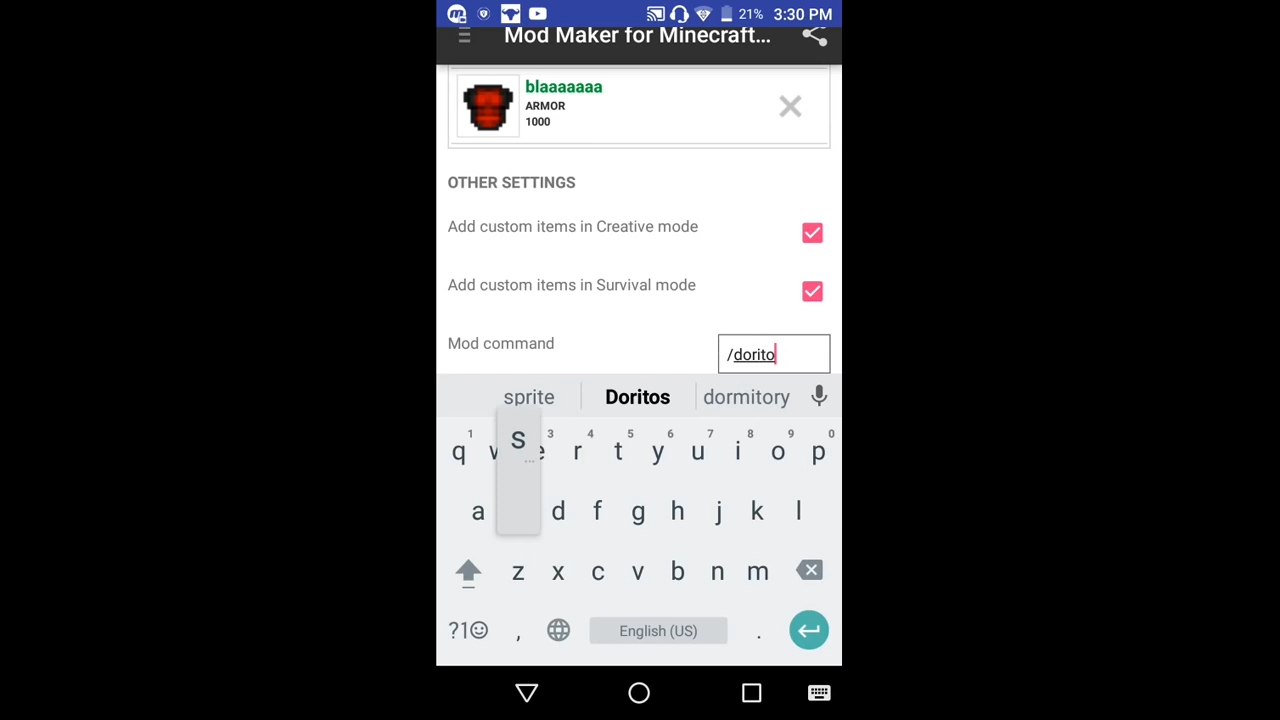 21% 3:30 PM
Mod Maker for Minecraft...
blaaaaaaa
ARMOR
1000
OTHER SETTINGS
Add custom items in Creative mode
Add custom items in Survival mode
Mod command
/dorito
sprite Doritos dormitory
1 3 4 5 6 7 8 9 0
q w e r t y u i o p
s
...
a d f g h j k l
z x c v b n m
?1☺ , English (US) .